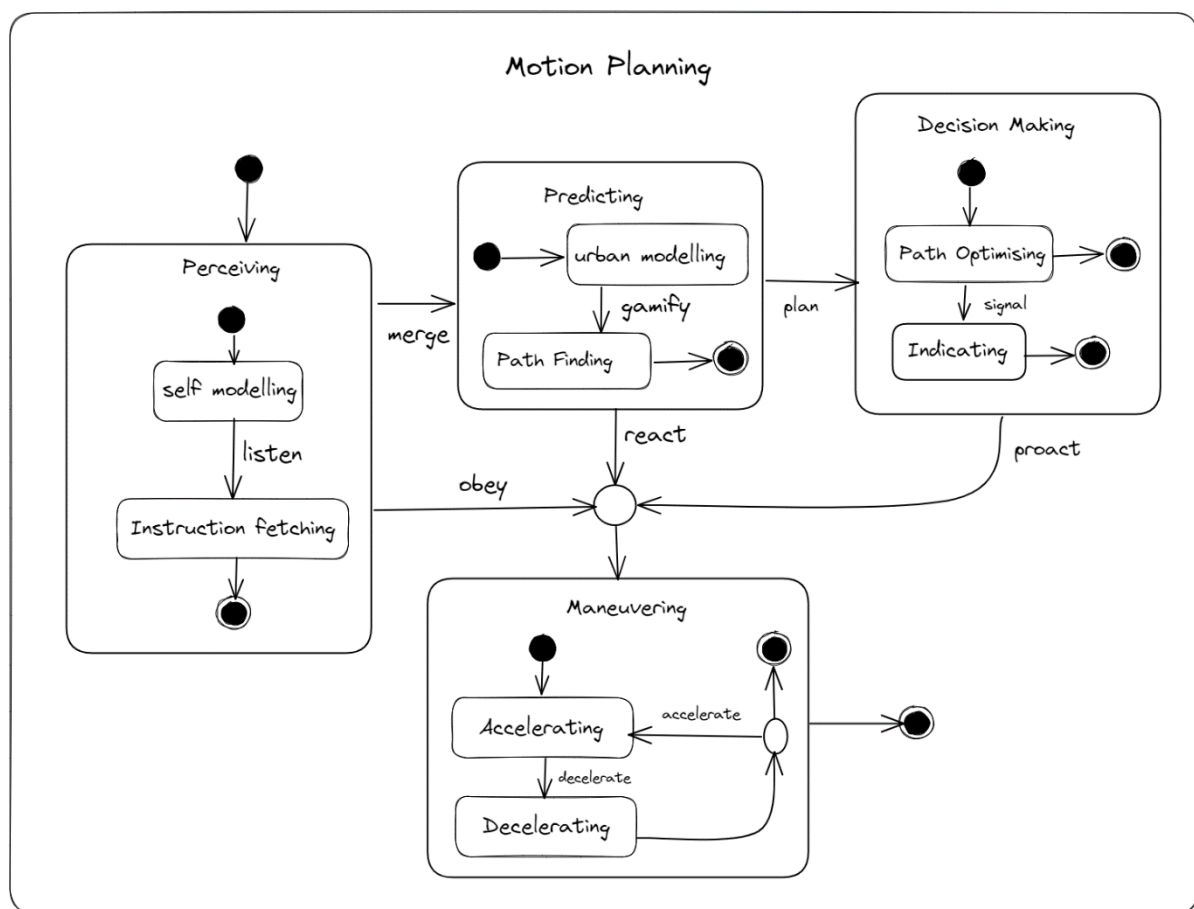 Motion Planning
Decision Making
Predicting
Perceiving
urban modelling
Path Optimising
gamify
merge
plan
signal
Path Finding
Indicating
self modelling
listen
react
proact
obey
Instruction fetching
Maneuvering
accelerate
Accelerating
decelerate
Decelerating